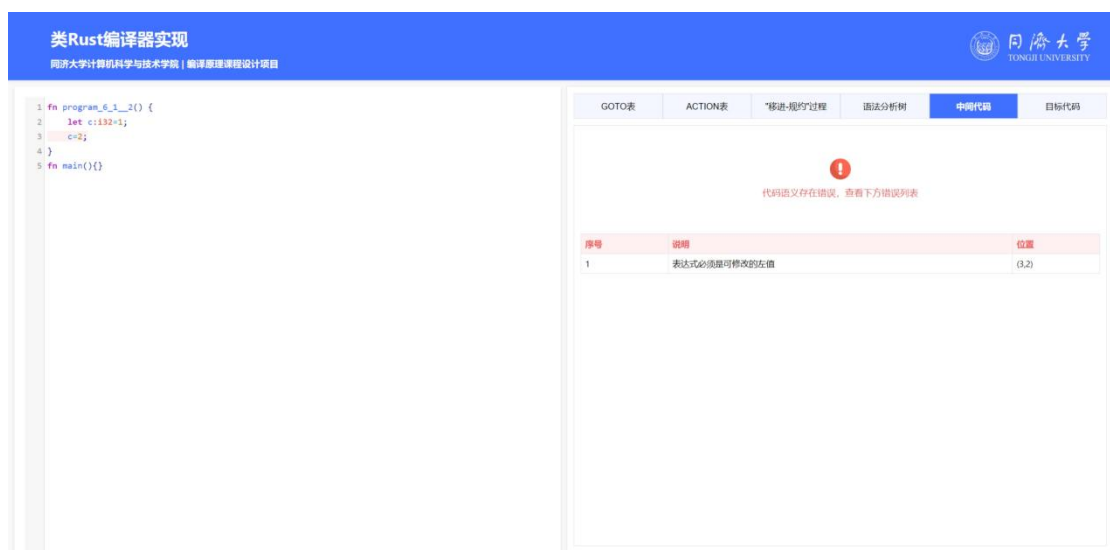 类Rust编译器实现
同济大学计算机科学与技术学院 | 编译原理课程设计项目
同济大学
TONGJI UNIVERSITY
1 fn program_6_1__2() {
2 let c:i32=1;
3 c=2;
4 }
5 fn main(){}
GOTO表 ACTION表 "移进-规约"过程 语法分析树 中间代码 目标代码
代码语义存在错误，查看下方错误列表
序号 说明 位置
1 表达式必须是可修改的左值 (3,2)